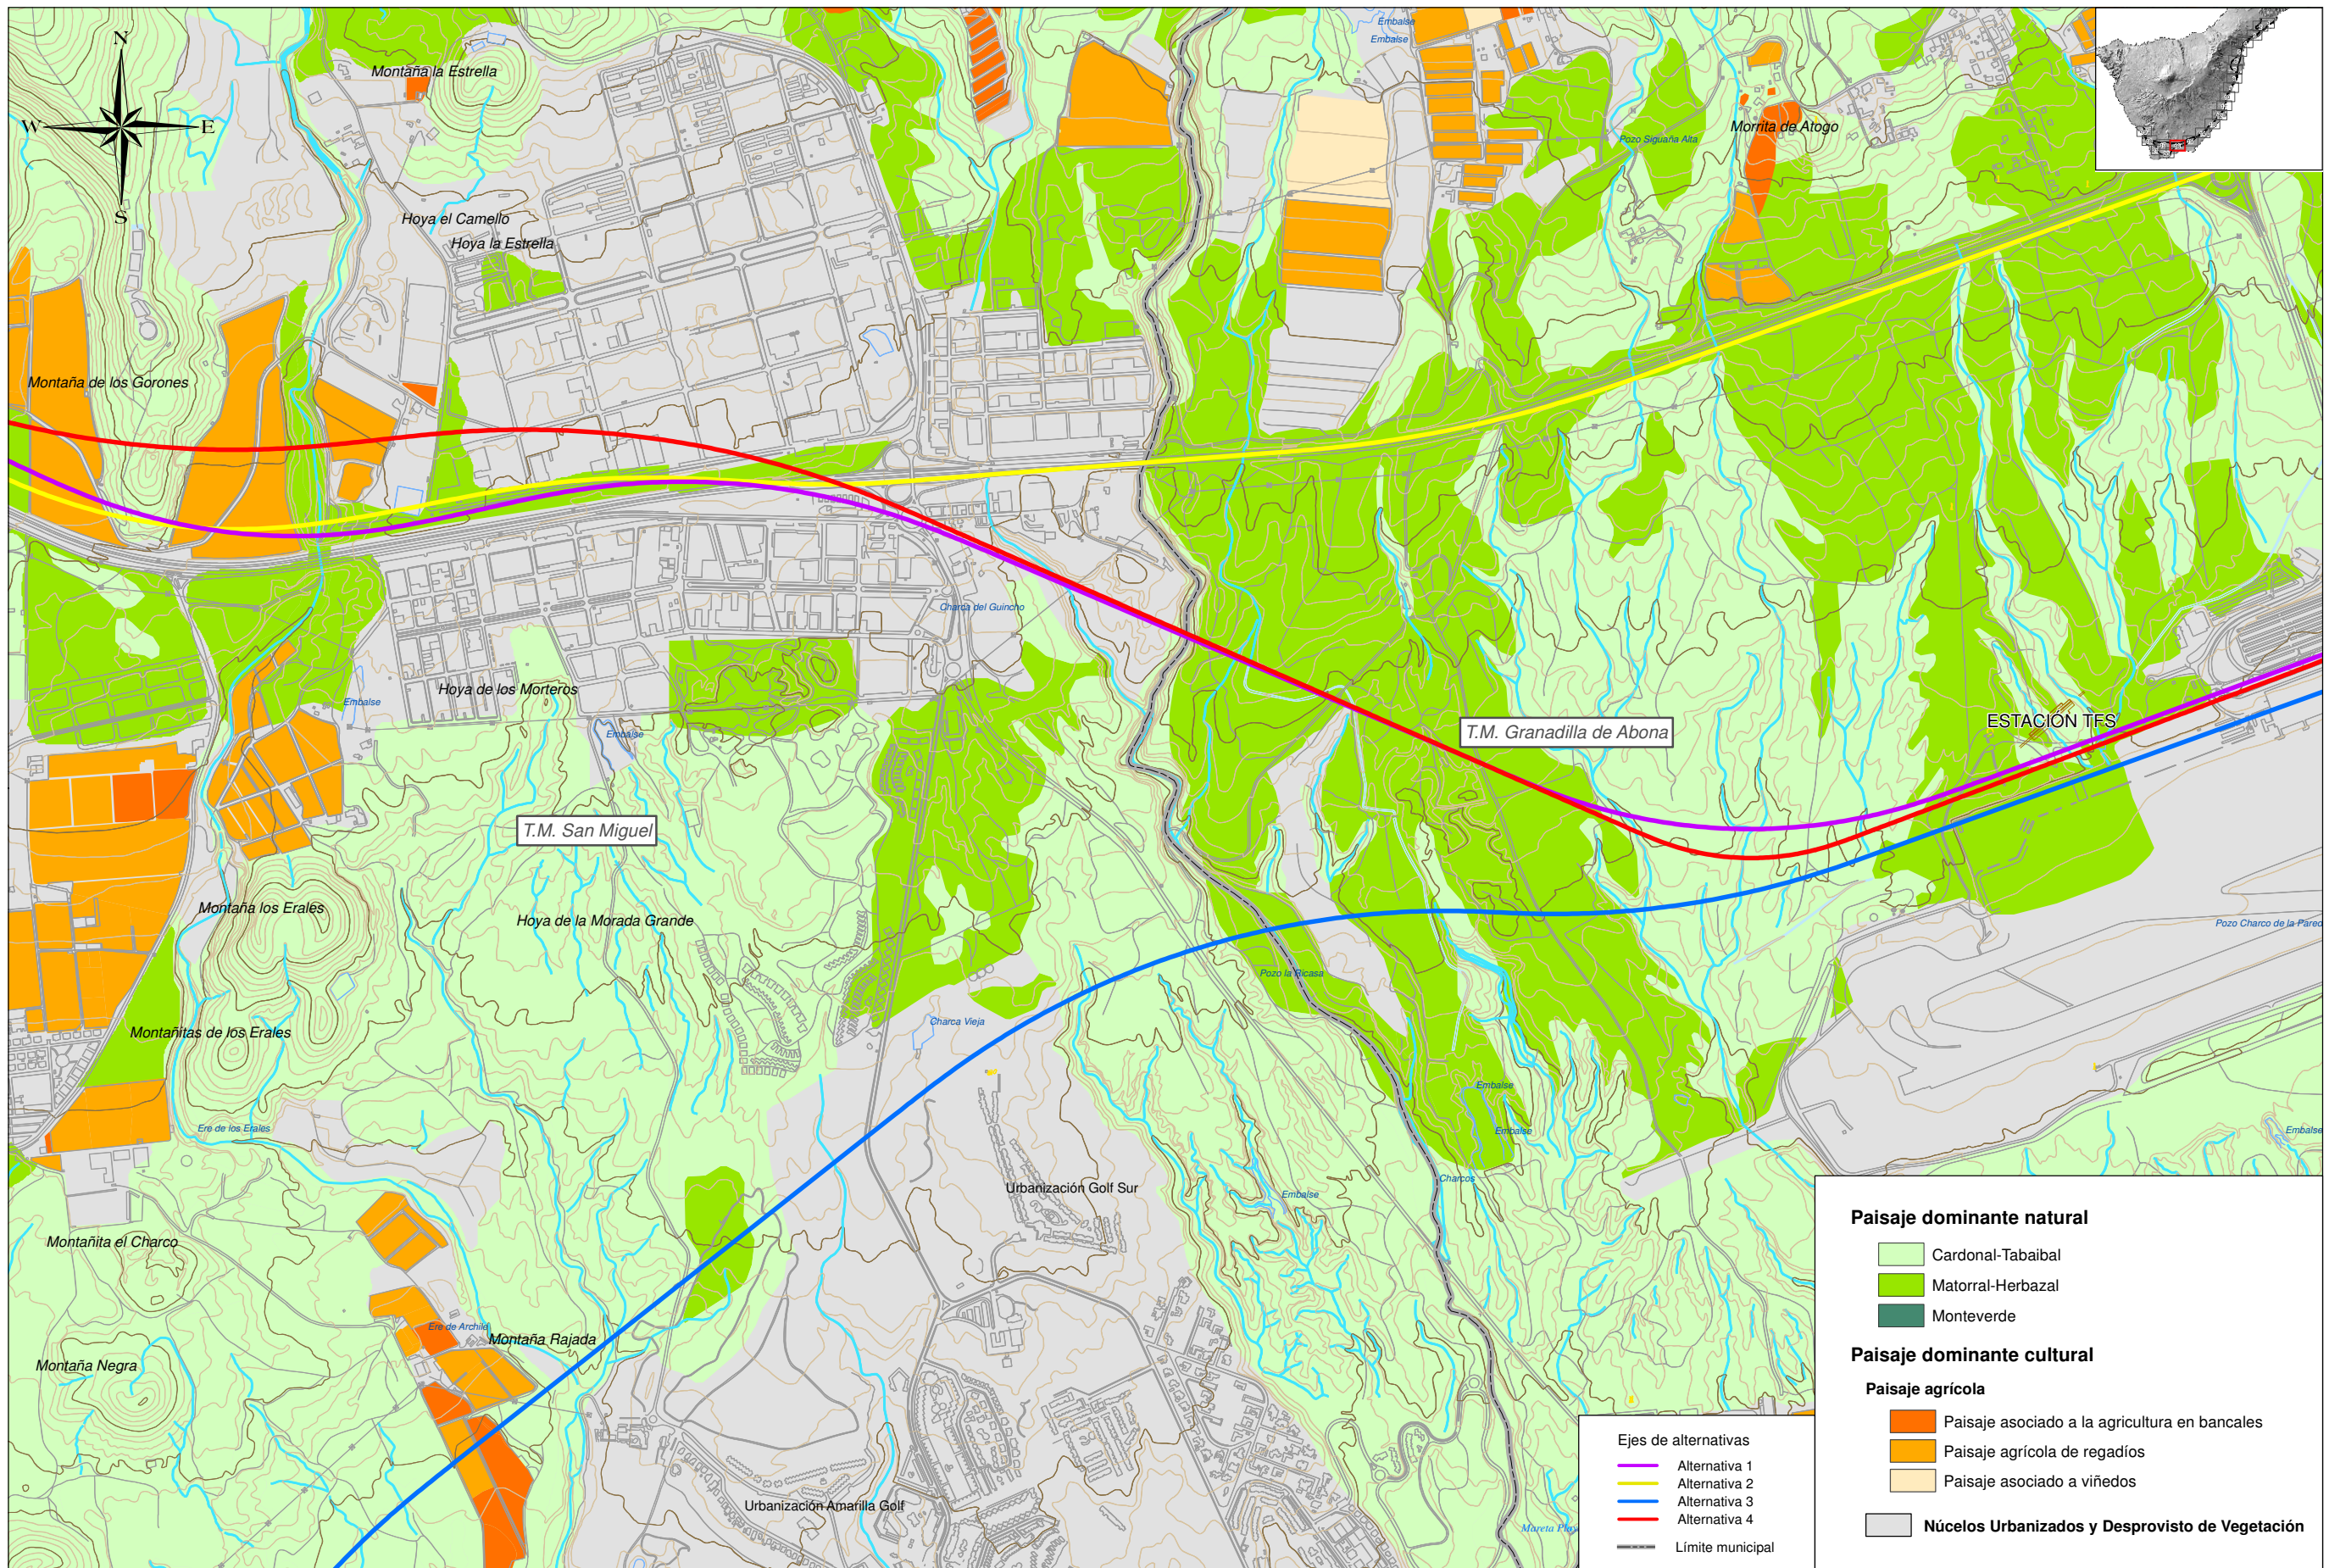 N
W
E
S
Montaña la Estrella
Embalse
Embalse
Morrita de Atogo
Pozo Siguaña Alta
Hoya el Camello
Hoya la Estrella
Montaña de los Gorones
Charca del Guincho
Hoya de los Morteros
Embalse
Embalse
ESTACIÓN TFS
T.M. Granadilla de Abona
T.M. San Miguel
Montaña los Erales
Hoya de la Morada Grande
Pozo Charco de la Pared
Pozo la Bicasa
Charca Vieja
Montañitas de los Erales
Embalse
Ere de los Erales
Embalse
Embalse
Charcos
Urbanización Golf Sur
Embalse
Montañita el Charco
Ere de Archile
Montaña Rajada
Montaña Negra
Urbanización Amarilla Golf
Mareta Play
Ejes de alternativas
Alternativa 1
Alternativa 2
Alternativa 3
Alternativa 4
Límite municipal
Paisaje dominante natural
Cardonal-Tabaibal
Matorral-Herbazal
Monteverde
Paisaje dominante cultural
Paisaje agrícola
Paisaje asociado a la agricultura en bancales
Paisaje agrícola de regadíos
Paisaje asociado a viñedos
Núcelos Urbanizados y Desprovisto de Vegetación